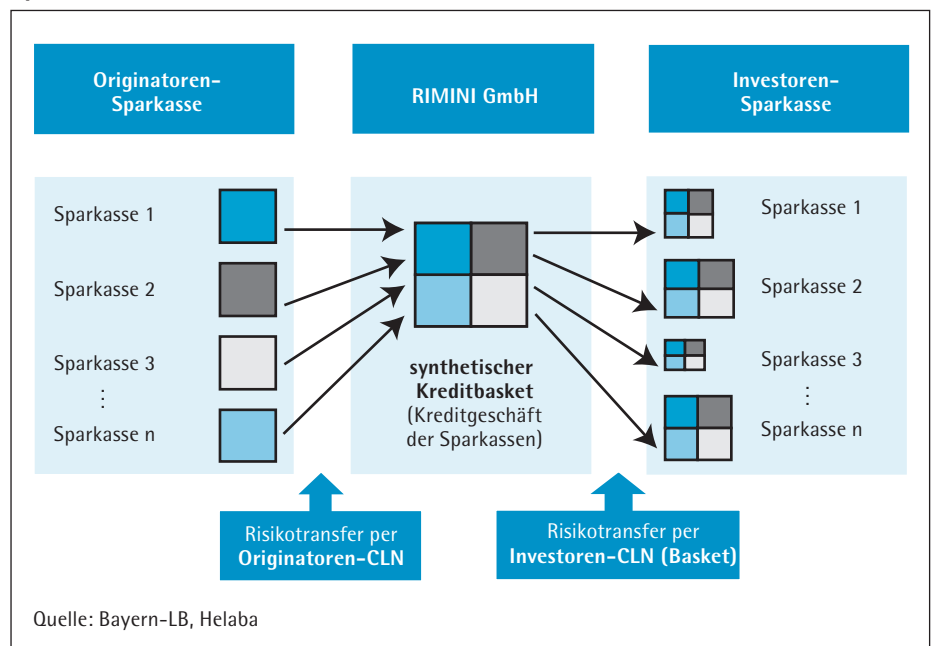 Originatoren-
Sparkasse
RIMINI GmbH
Investoren-
Sparkasse
Sparkasse 1
Sparkasse 2
Sparkasse 3
⋮
Sparkasse n
synthetischer
Kreditbasket
(Kreditgeschäft
der Sparkassen)
Sparkasse 1
Sparkasse 2
Sparkasse 3
⋮
Sparkasse n
Risikotransfer per
Originatoren-CLN
Risikotransfer per
Investoren-CLN (Basket)
Quelle: Bayern-LB, Helaba